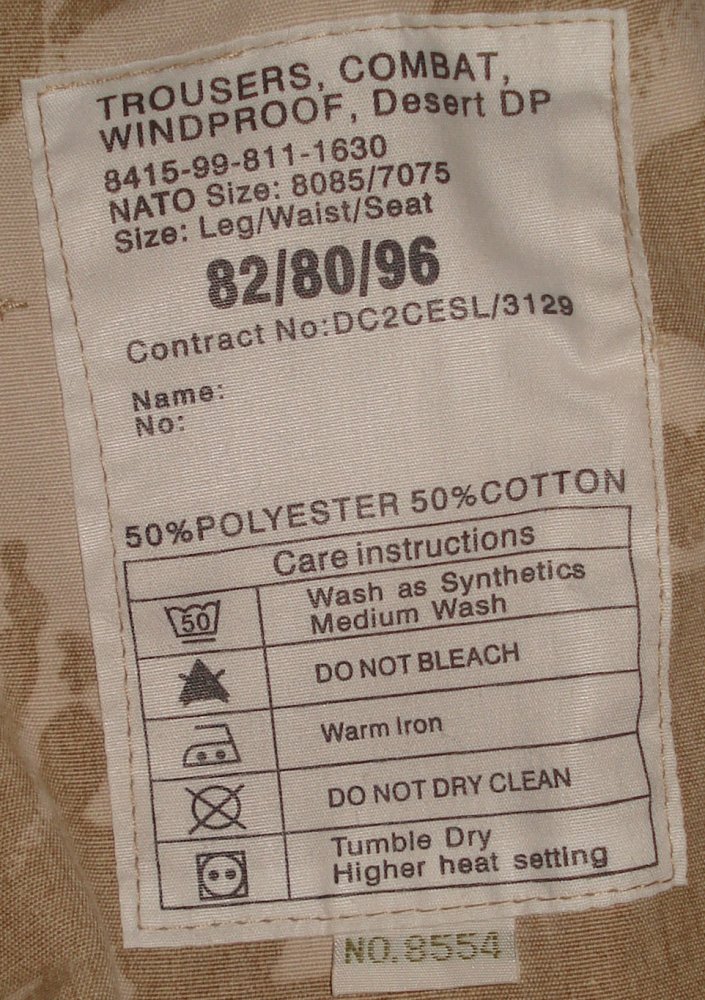 TROUSERS, COMBAT,
WINDPROOF, Desert DP
8415-99-811-1630
NATO Size: 8085/7075
Size: Leg/Waist/Seat
82/80/96
Contract No:DC2CESL/3129
Name:
No:
50%POLYESTER 50%COTTON
Care instructions
50 Wash as Synthetics
Medium Wash
DO NOT BLEACH
Warm Iron
DO NOT DRY CLEAN
Tumble Dry
Higher heat setting
NO. 8554